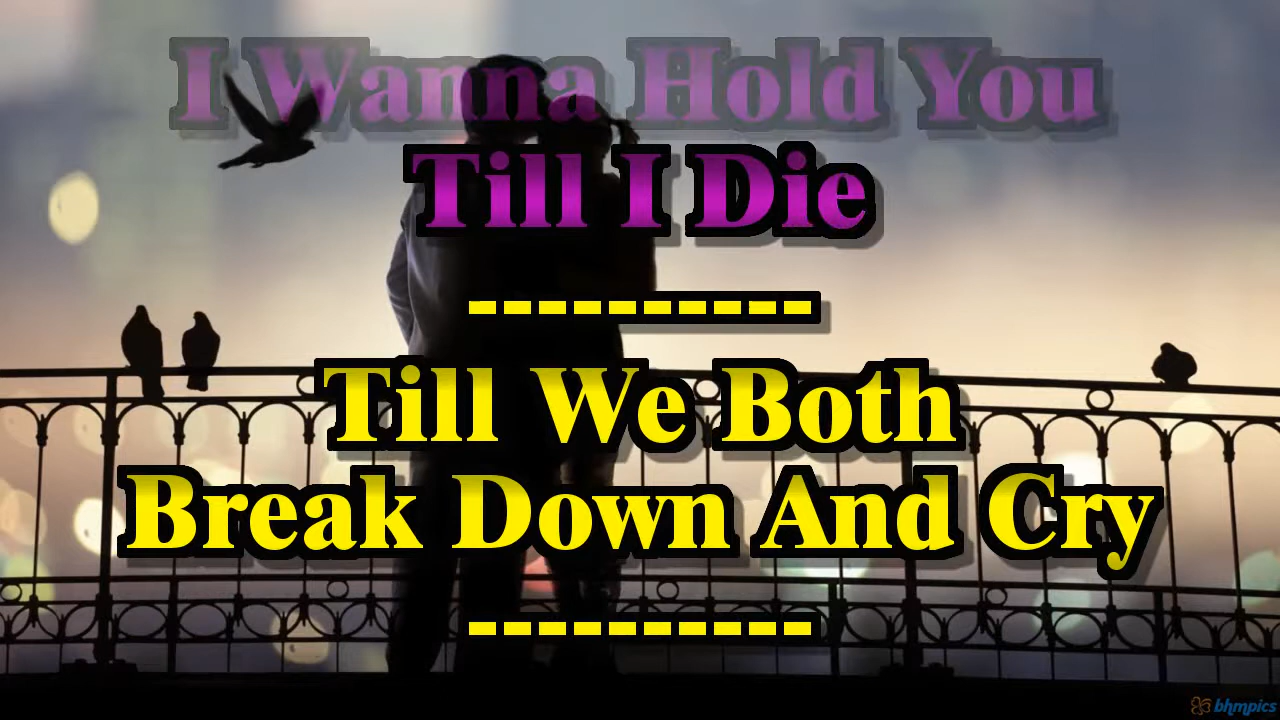 I Wanna Hold You
Till I Die
----------
Till We Both
Break Down And Cry
----------
bhmpics